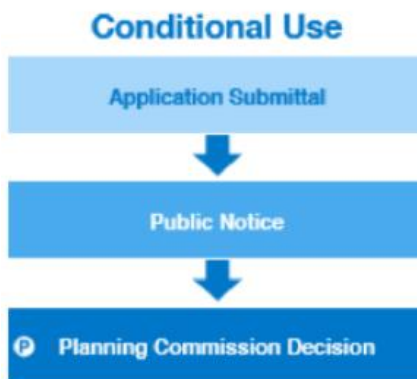 Conditional Use
Application Submittal
Public Notice
P Planning Commission Decision